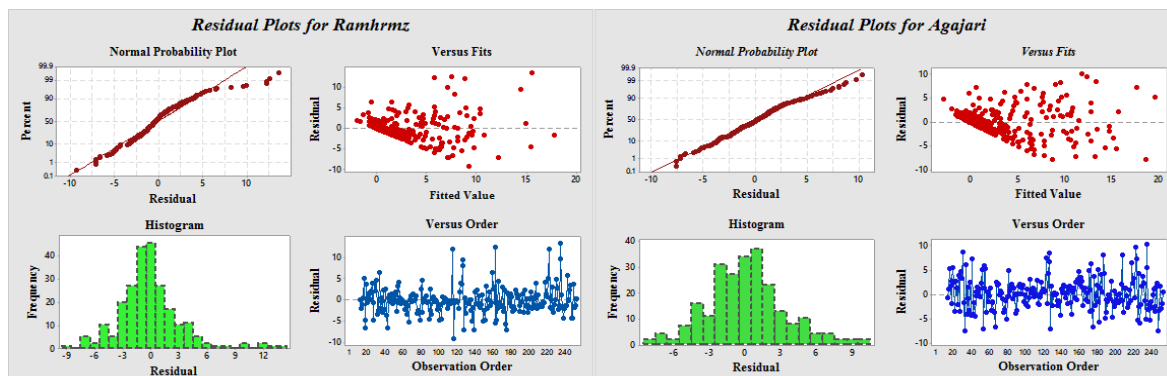 Residual Plots for Ramhrmz
Normal Probability Plot
Percent
99.9
99
90
50
10
1
0.1
-10 -5 0 5 10
Residual
Versus Fits
Residual
10
5
0
-5
-10
0 5 10 15 20
Fitted Value
Histogram
Frequency
40
30
20
10
0
-9 -6 -3 0 3 6 9 12
Residual
Versus Order
Residual
10
5
0
-5
-10
1 20 40 60 80 100 120 140 160 180 200 220 240
Observation Order
Residual Plots for Agajari
Normal Probability Plot
Percent
99.9
99
90
50
10
1
0.1
-10 -5 0 5 10
Residual
Versus Fits
Residual
10
5
0
-5
-10
0 5 10 15 20
Fitted Value
Histogram
Frequency
40
30
20
10
0
-6 -3 0 3 6 9
Residual
Versus Order
Residual
10
5
0
-5
-10
1 20 40 60 80 100 120 140 160 180 200 220 240
Observation Order